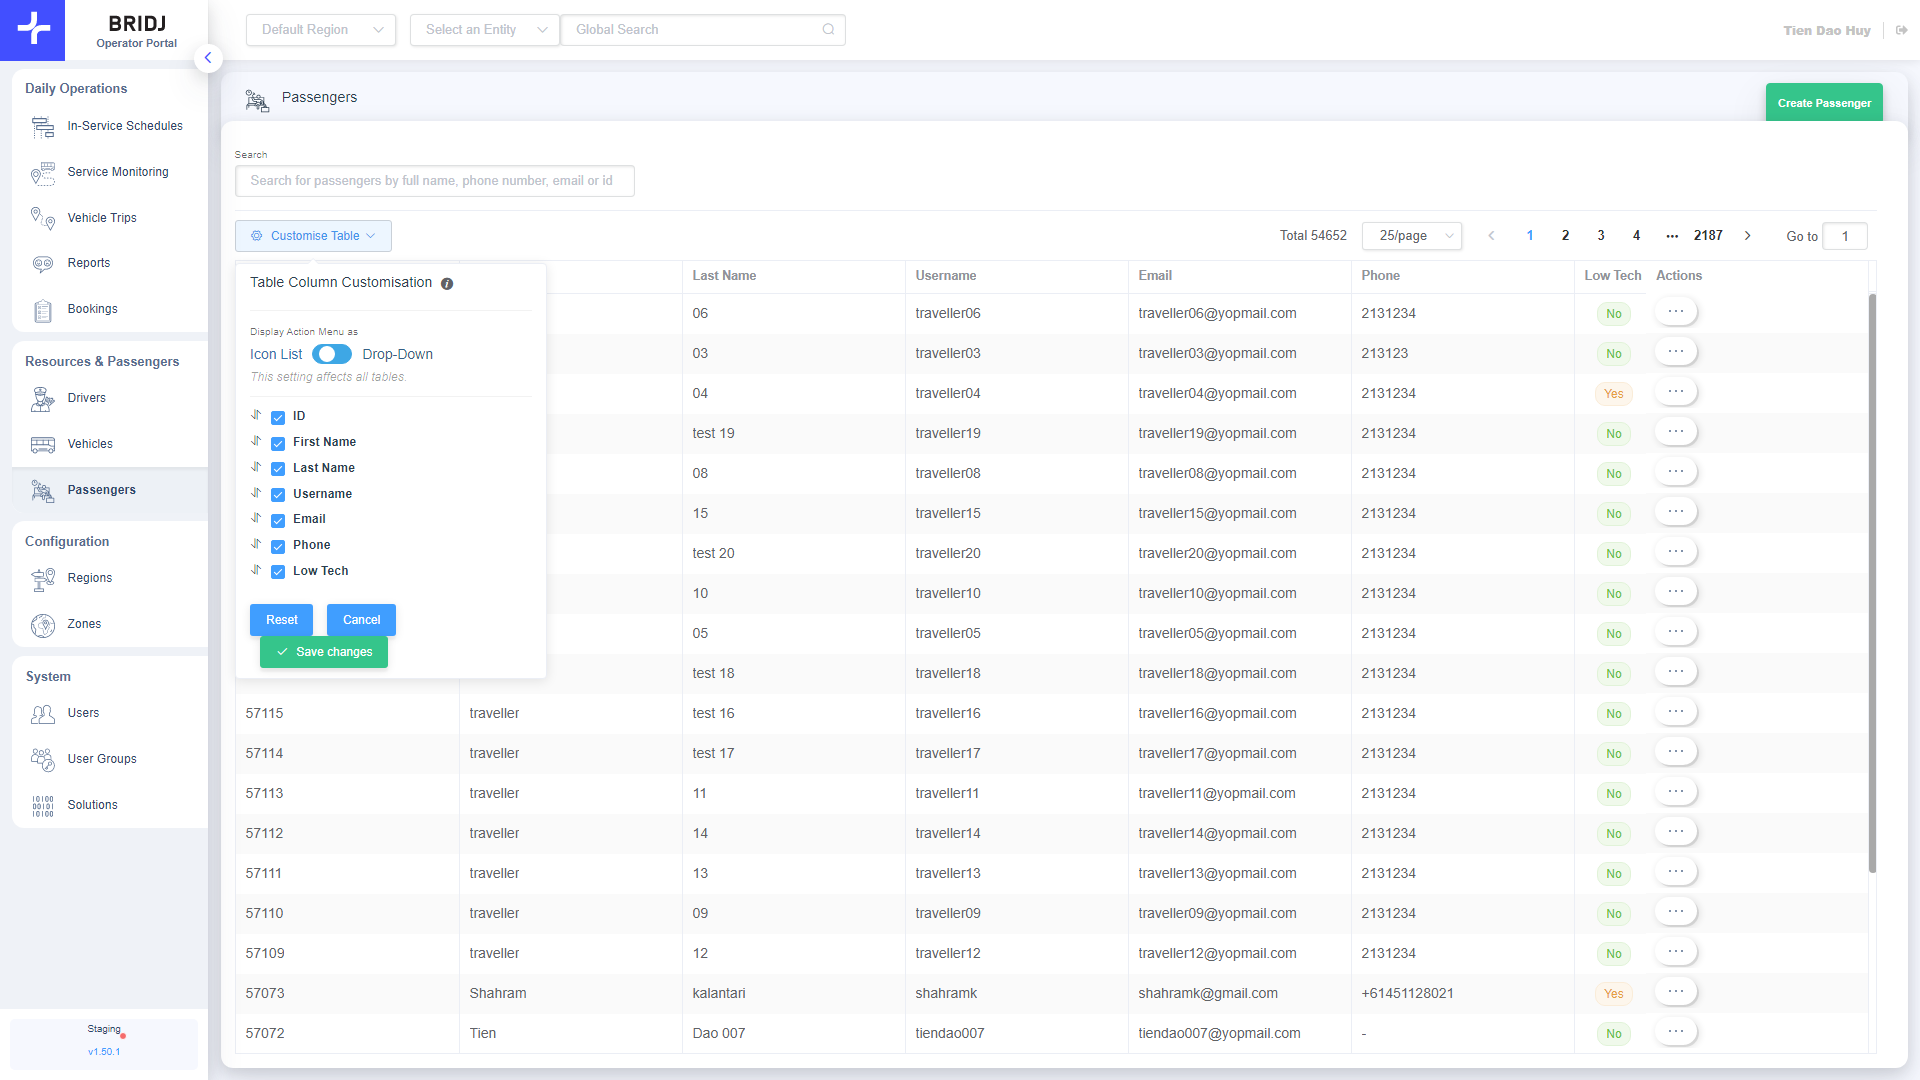 BRIDJ
Operator Portal
Default Region
Select an Entity
Global Search
Tien Dao Huy
Daily Operations
In-Service Schedules
Service Monitoring
Vehicle Trips
Reports
Bookings
Resources & Passengers
Drivers
Vehicles
Passengers
Configuration
Regions
Zones
System
Users
User Groups
10100
00101
10100
Solutions
Staging
v1.50.1
Passengers
Create Passenger
Search
Search for passengers by full name, phone number, email or id
Customise Table
Total 54652 25/page 1 2 3 4 ••• 2187 Go to 1
Table Column Customisation i
Display Action Menu as
Icon List Drop-Down
This setting affects all tables.
ID
First Name
Last Name
Username
Email
Phone
Low Tech
Reset Cancel
Save changes
Last Name Username Email Phone Low Tech Actions
06 traveller06 traveller06@yopmail.com 2131234 No ...
03 traveller03 traveller03@yopmail.com 213123 No ...
04 traveller04 traveller04@yopmail.com 2131234 Yes ...
test 19 traveller19 traveller19@yopmail.com 2131234 No ...
08 traveller08 traveller08@yopmail.com 2131234 No ...
15 traveller15 traveller15@yopmail.com 2131234 No ...
test 20 traveller20 traveller20@yopmail.com 2131234 No ...
10 traveller10 traveller10@yopmail.com 2131234 No ...
05 traveller05 traveller05@yopmail.com 2131234 No ...
test 18 traveller18 traveller18@yopmail.com 2131234 No ...
57115 traveller test 16 traveller16 traveller16@yopmail.com 2131234 No ...
57114 traveller test 17 traveller17 traveller17@yopmail.com 2131234 No ...
57113 traveller 11 traveller11 traveller11@yopmail.com 2131234 No ...
57112 traveller 14 traveller14 traveller14@yopmail.com 2131234 No ...
57111 traveller 13 traveller13 traveller13@yopmail.com 2131234 No ...
57110 traveller 09 traveller09 traveller09@yopmail.com 2131234 No ...
57109 traveller 12 traveller12 traveller12@yopmail.com 2131234 No ...
57073 Shahram kalantari shahramk shahramk@gmail.com +61451128021 Yes ...
57072 Tien Dao 007 tiendao007 tiendao007@yopmail.com - No ...